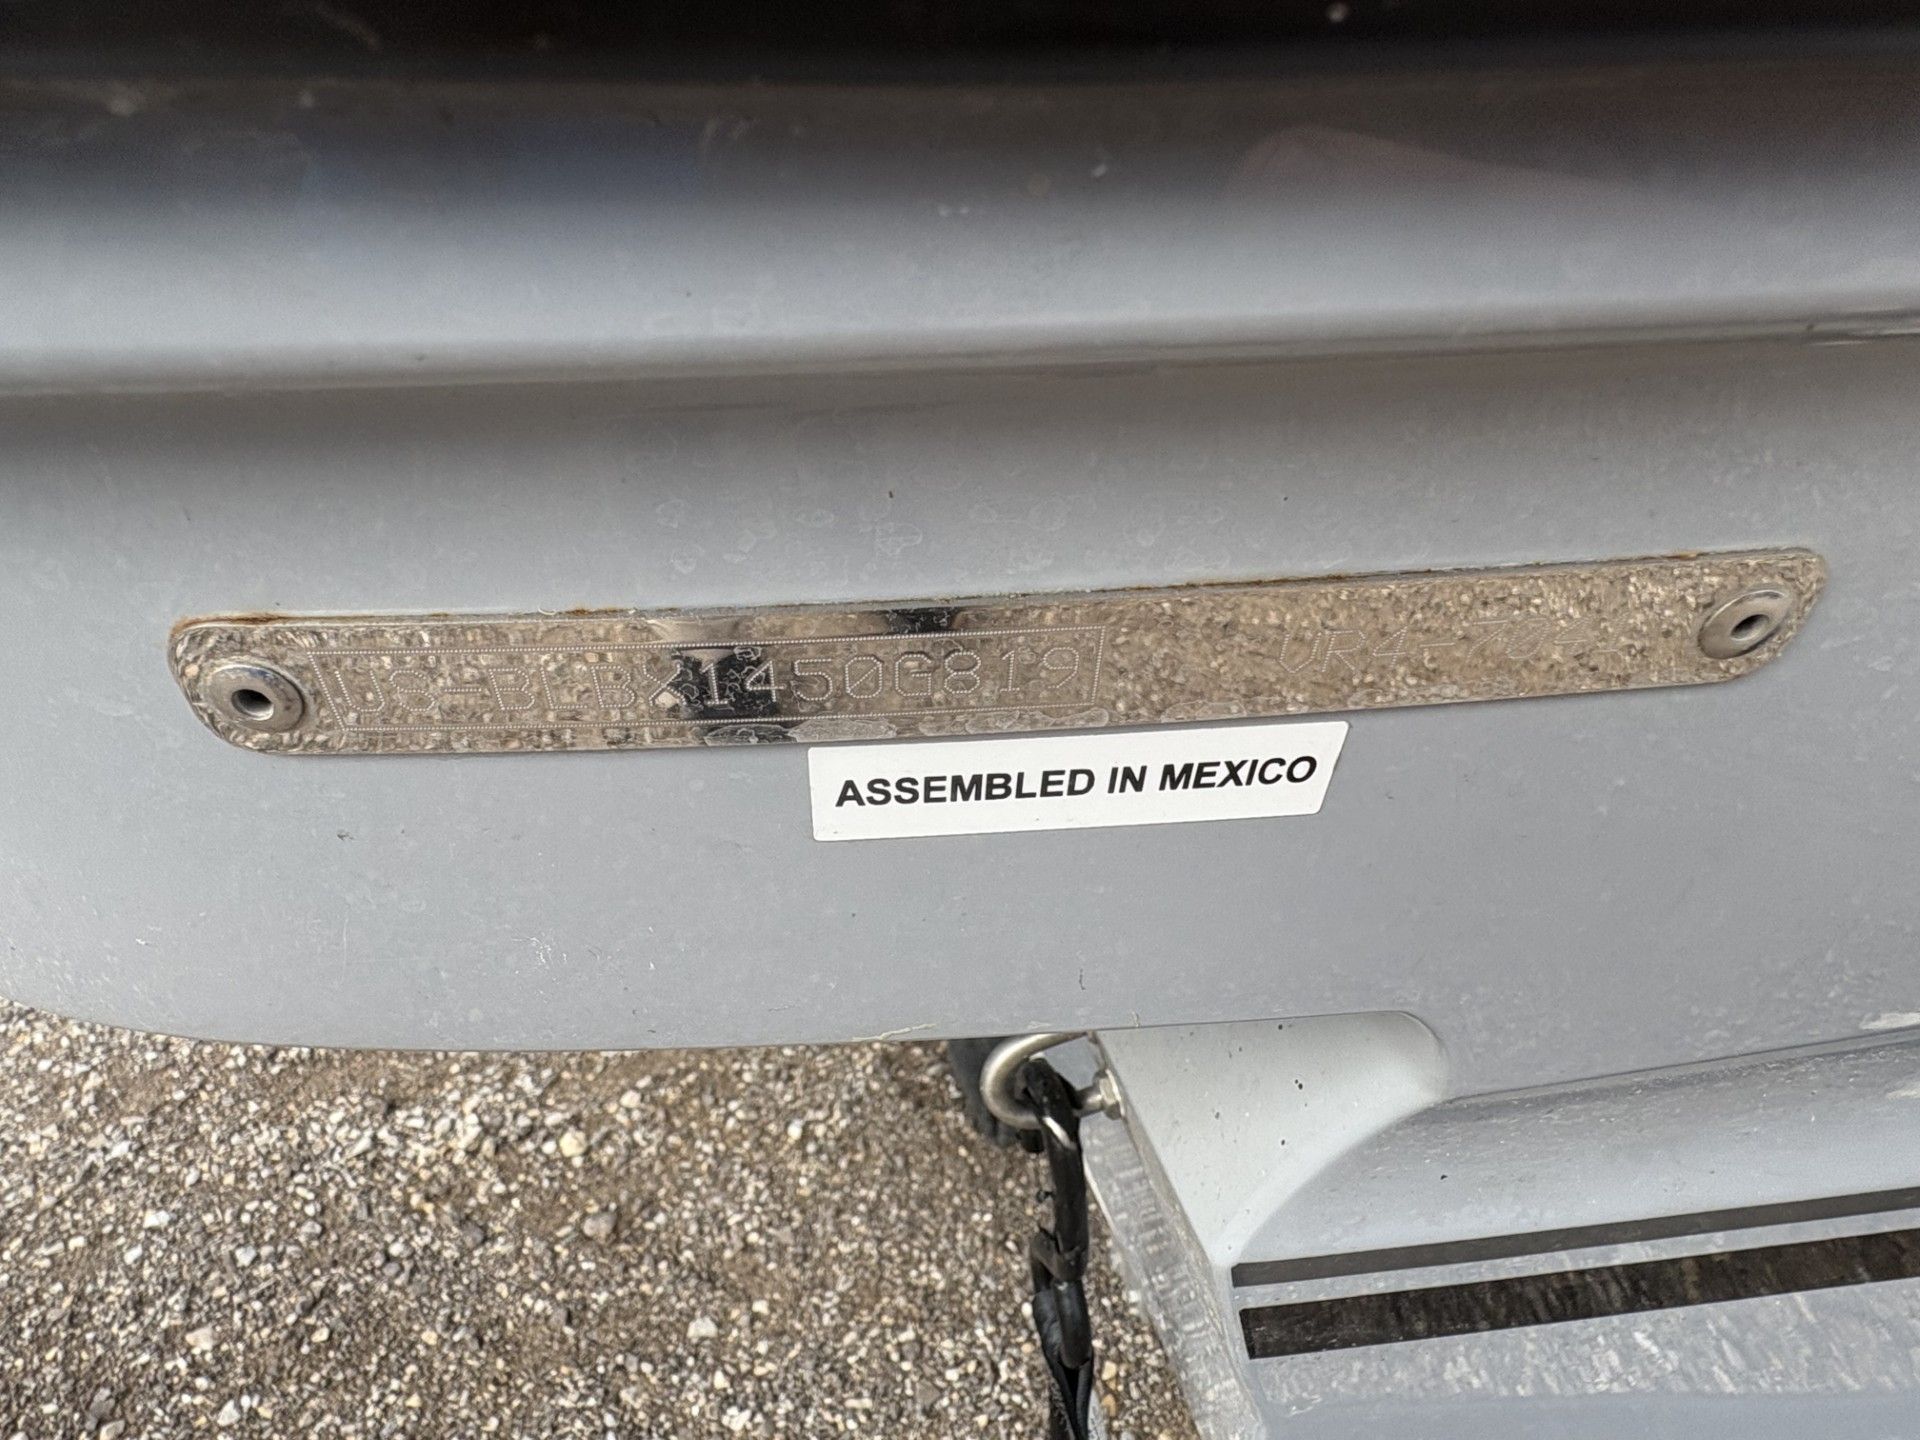 US-BLBX1450G819
ASSEMBLED IN MEXICO